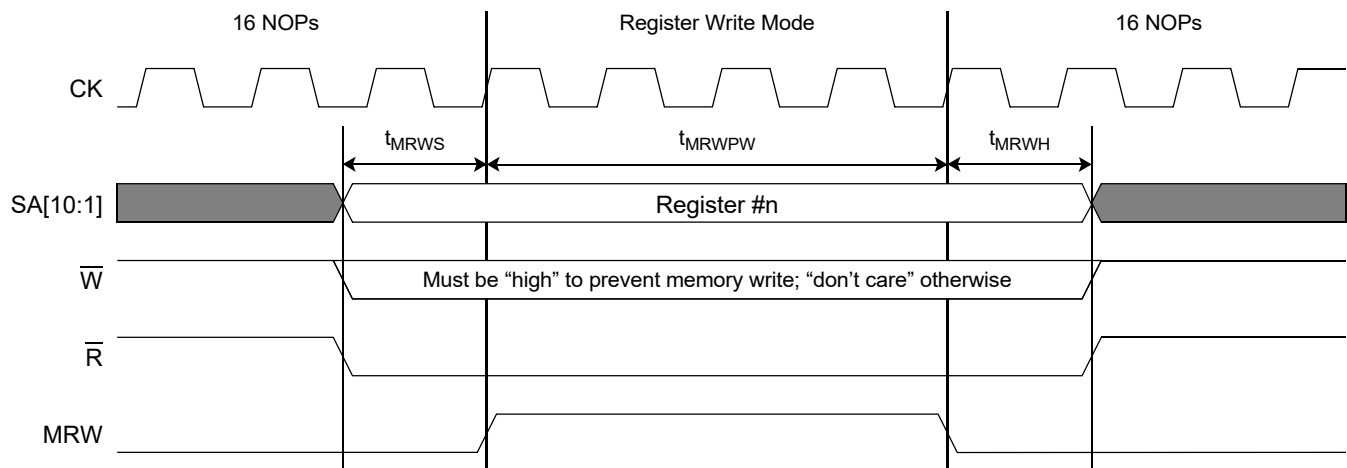 16 NOPs Register Write Mode 16 NOPs
CK
tMRWS tMRWPW tMRWH
SA[10:1] Register #n
W̅ Must be “high” to prevent memory write; “don’t care” otherwise
R̅
MRW